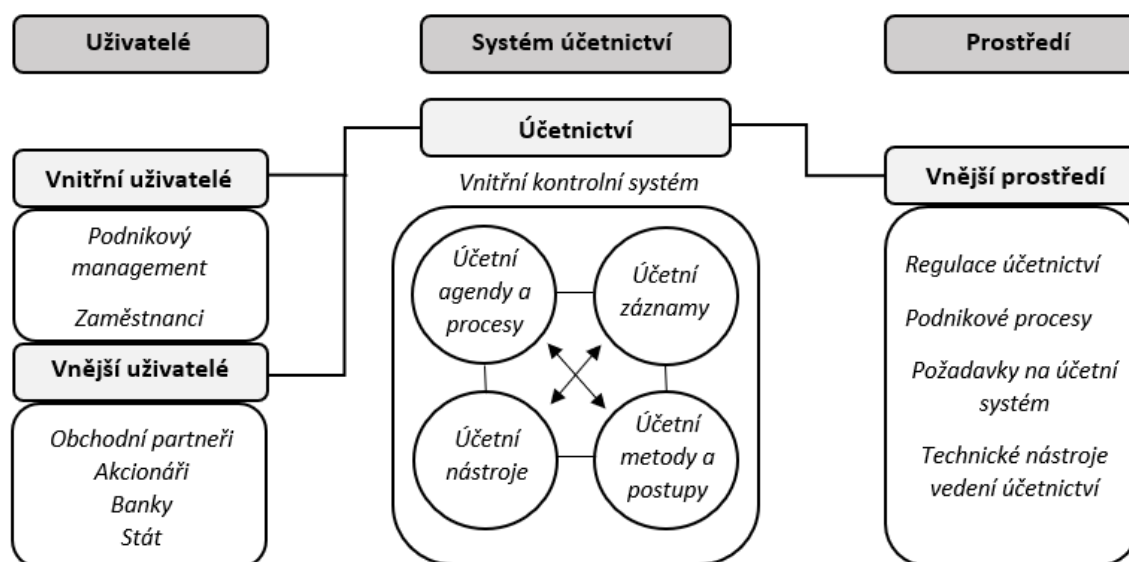 Uživatelé
Systém účetnictví
Prostředí
Účetnictví
Vnitřní uživatelé
Podnikový
management
Zaměstnanci
Vnější uživatelé
Obchodní partneři
Akcionáři
Banky
Stát
Vnitřní kontrolní systém
Účetní
agendy a
procesy
Účetní
záznamy
Účetní
nástroje
Účetní
metody a
postupy
Vnější prostředí
Regulace účetnictví
Podnikové procesy
Požadavky na účetní
systém
Technické nástroje
vedení účetnictví